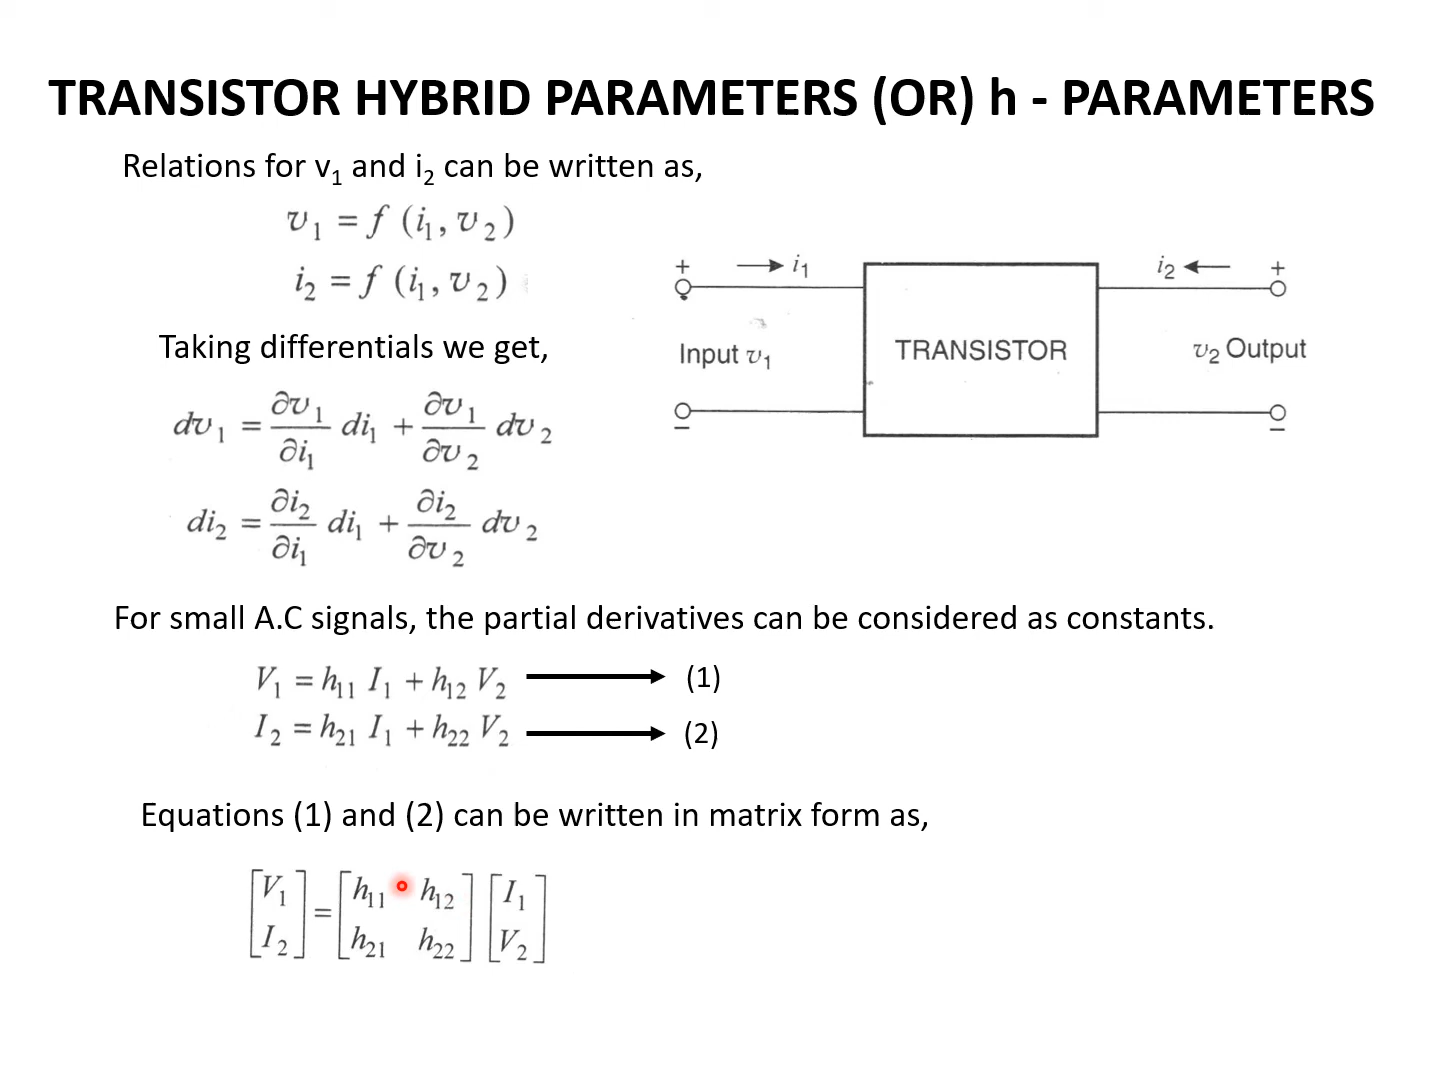 TRANSISTOR HYBRID PARAMETERS (OR) h - PARAMETERS
Relations for v₁ and i₂ can be written as,
v₁ = f (i₁, v₂)
i₂ = f (i₁, v₂)
Taking differentials we get,
dv₁ = ∂v₁/∂i₁ di₁ + ∂v₁/∂v₂ dv₂
di₂ = ∂i₂/∂i₁ di₁ + ∂i₂/∂v₂ dv₂
+ → i₁ i₂ ← +
Input v₁ TRANSISTOR v₂ Output
− −
For small A.C signals, the partial derivatives can be considered as constants.
V₁ = h₁₁ I₁ + h₁₂ V₂ → (1)
I₂ = h₂₁ I₁ + h₂₂ V₂ → (2)
Equations (1) and (2) can be written in matrix form as,
[V₁] = [h₁₁ h₁₂] [I₁]
[I₂] [h₂₁ h₂₂] [V₂]